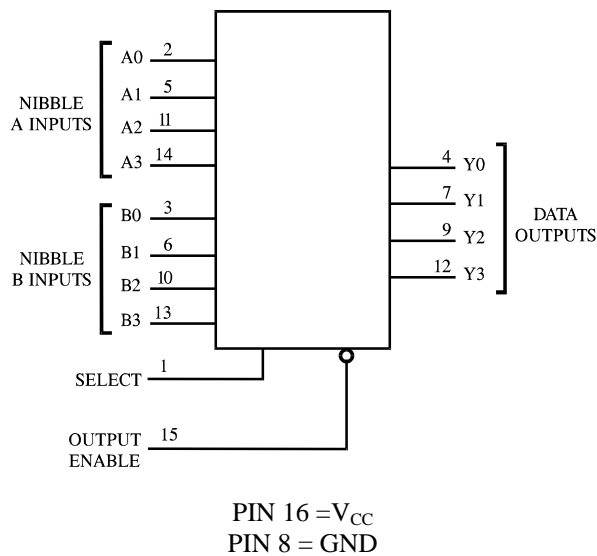 NIBBLE
A INPUTS
A0 2
A1 5
A2 11
A3 14
NIBBLE
B INPUTS
B0 3
B1 6
B2 10
B3 13
4 Y0
7 Y1
9 Y2
12 Y3
DATA
OUTPUTS
SELECT 1
OUTPUT
ENABLE 15
PIN 16 =VCC
PIN 8 = GND